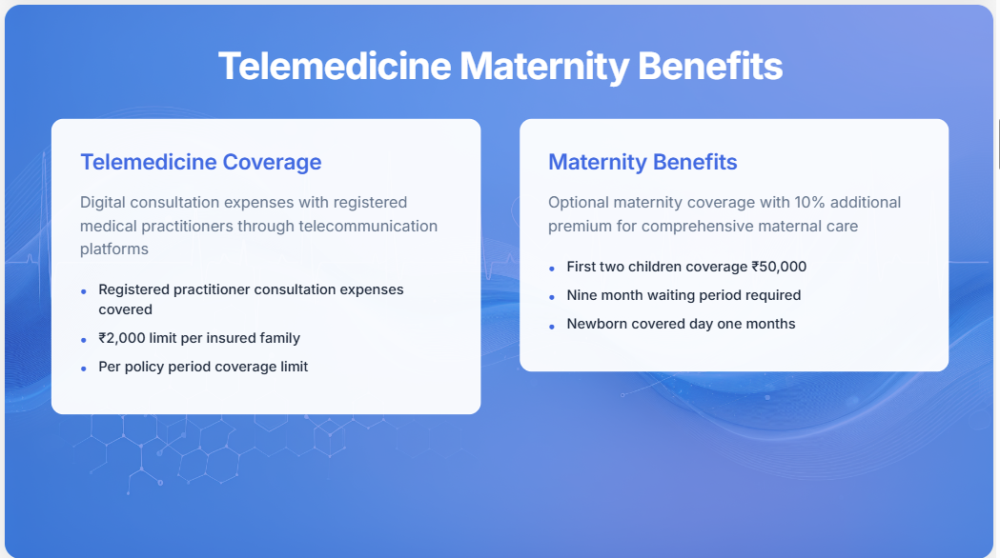 Telemedicine Maternity Benefits
Telemedicine Coverage
Digital consultation expenses with registered
medical practitioners through telecommunication
platforms
• Registered practitioner consultation expenses
covered
• ₹2,000 limit per insured family
• Per policy period coverage limit
Maternity Benefits
Optional maternity coverage with 10% additional
premium for comprehensive maternal care
• First two children coverage ₹50,000
• Nine month waiting period required
• Newborn covered day one months